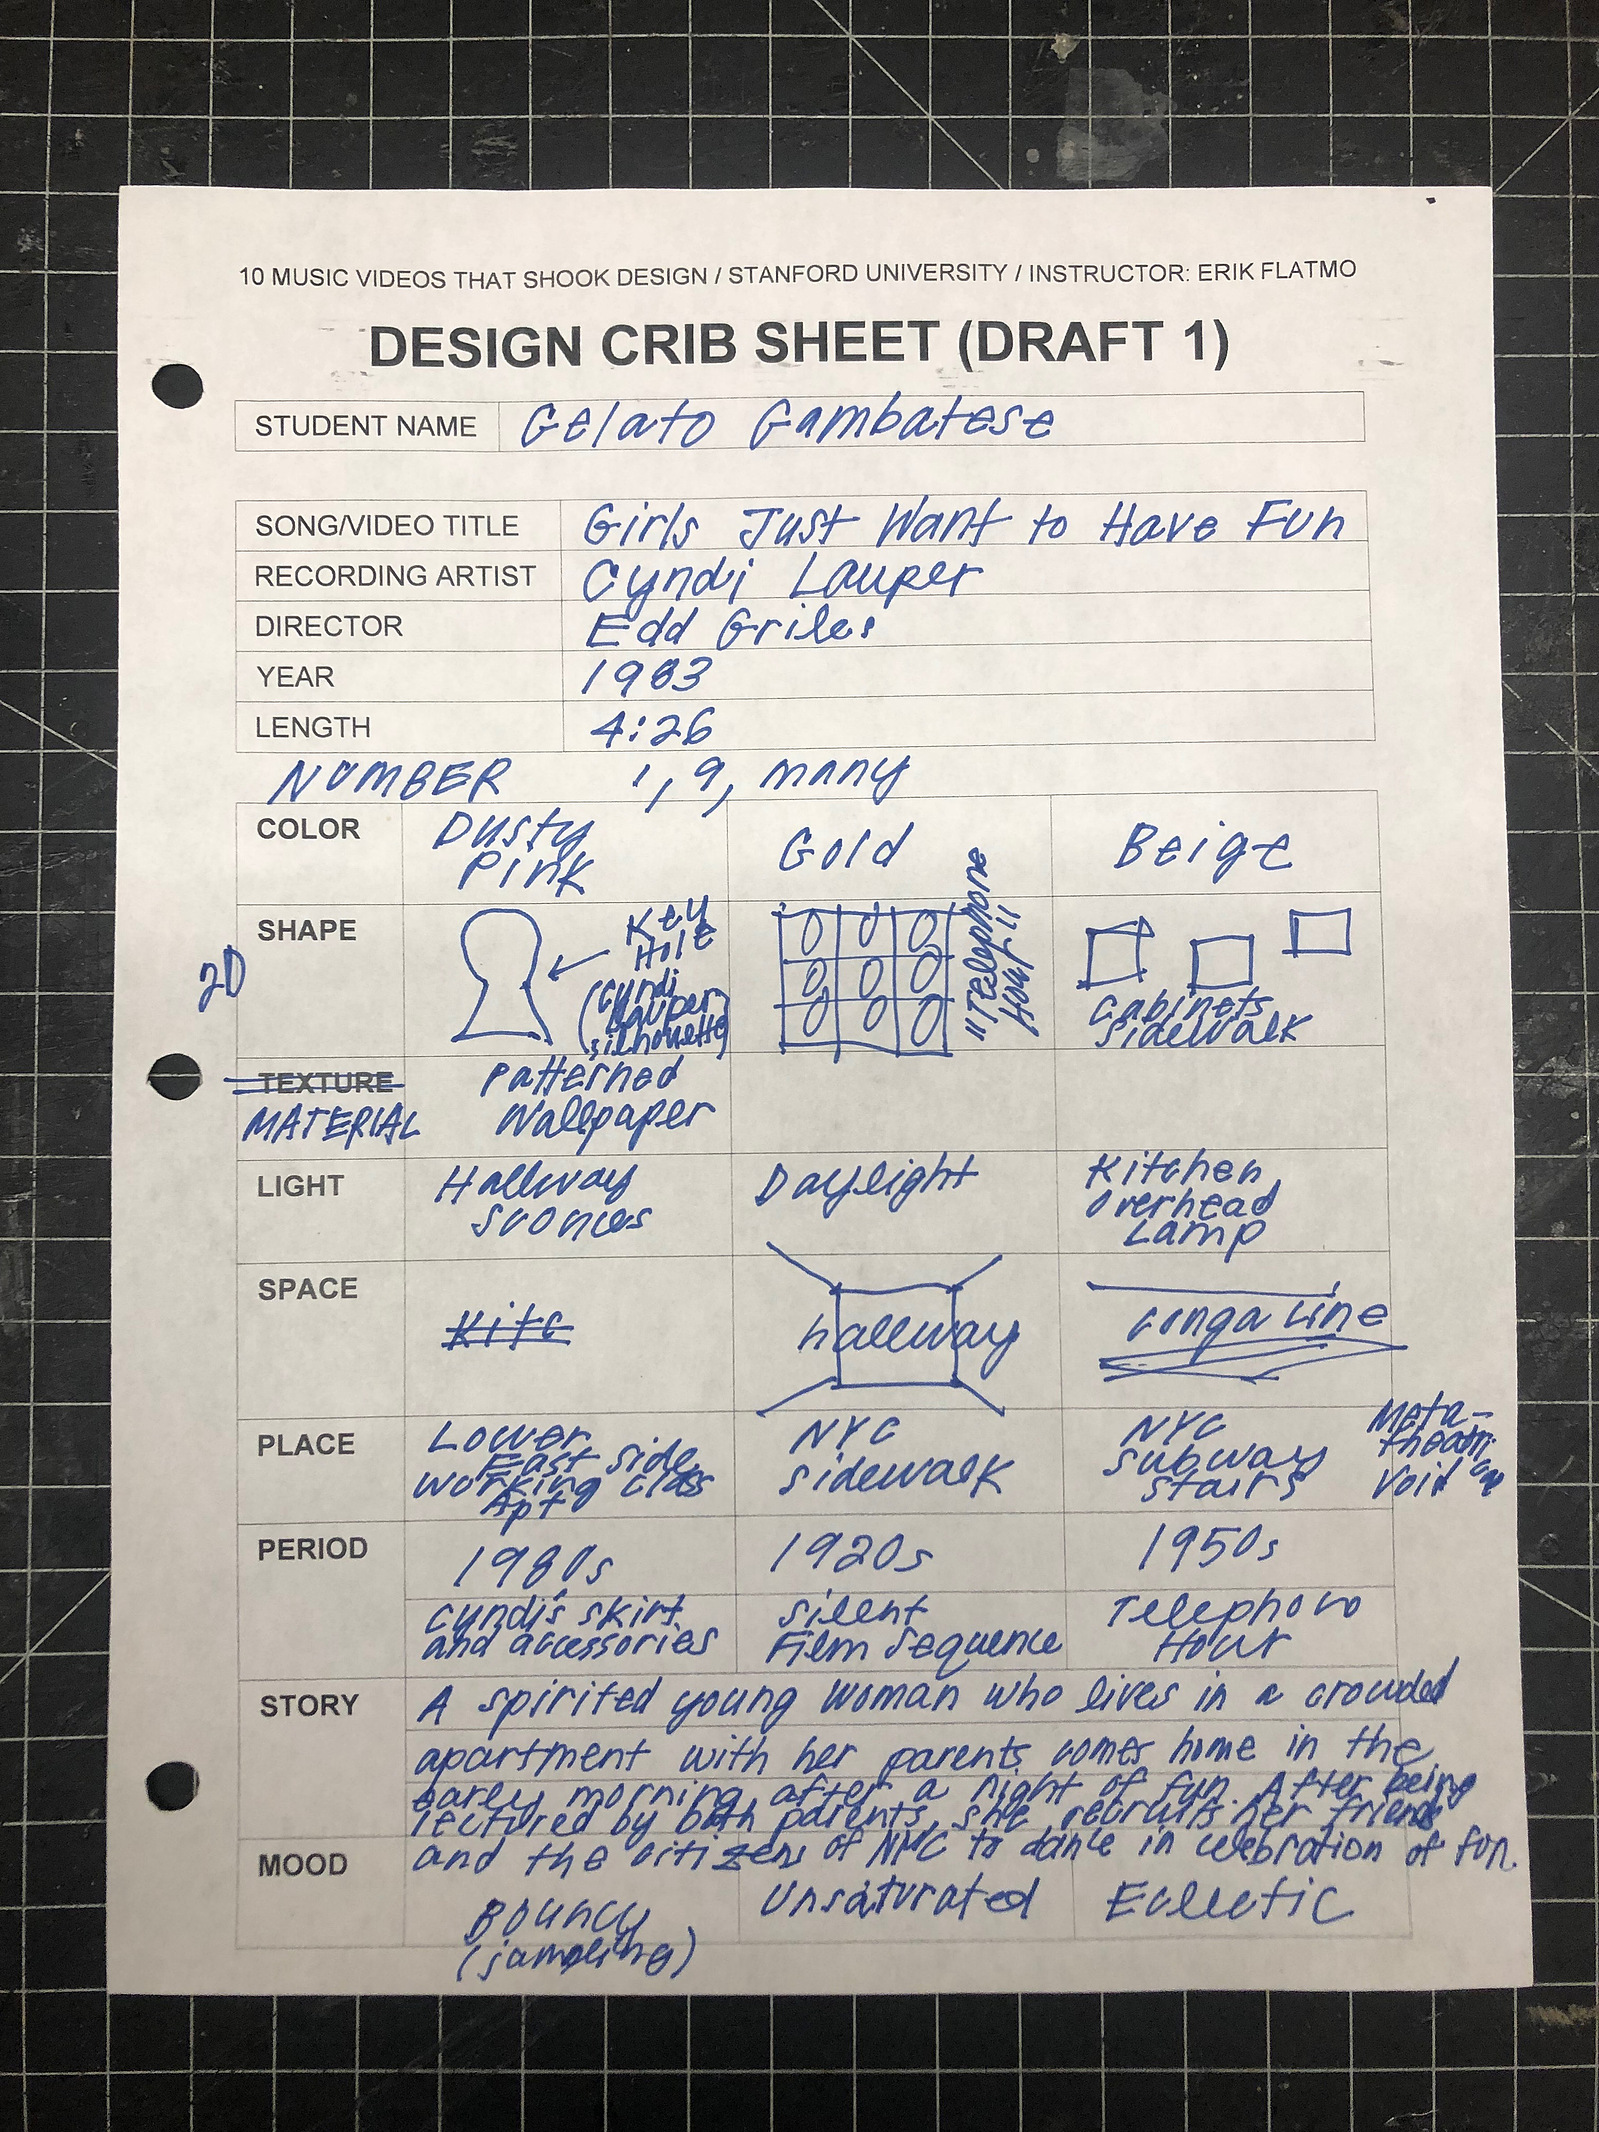 10 MUSIC VIDEOS THAT SHOOK DESIGN / STANFORD UNIVERSITY / INSTRUCTOR: ERIK FLATMO
DESIGN CRIB SHEET (DRAFT 1)
STUDENT NAME Gelato Gambatese
SONG/VIDEO TITLE Girls Just Want to Have Fun
RECORDING ARTIST Cyndi Lauper
DIRECTOR Edd Griles
YEAR 1983
LENGTH 4:26
NUMBER 1, 9, many
COLOR Dusty
Pink
Gold
Beige
SHAPE
2D
Key
Hole
(Cyndi
Lauper
silhouette)
"Telephone
Hour"
Cabinets
Sidewalk
TEXTURE
MATERIAL
Patterned
Wallpaper
LIGHT
Hallway
Sconces
Daylight
Kitchen
Overhead
Lamp
SPACE
Kitc
hallway
conga line
PLACE
Lower
East Side
Working Class
Apt
NYC
Sidewalk
NYC
Subway
Stairs
Meta-
theatrical
Void
PERIOD
1980s
1920s
1950s
Cyndi's skirt
and accessories
Silent
Film Sequence
Telephone
Hour
STORY
A spirited young woman who lives in a crowded
apartment with her parents comes home in the
early morning after a night of fun. After being
lectured by both parents, she recruits her friends
and the citizens of NYC to dance in celebration of fun.
MOOD
Bouncy
(sampling)
Unsaturated
Eclectic